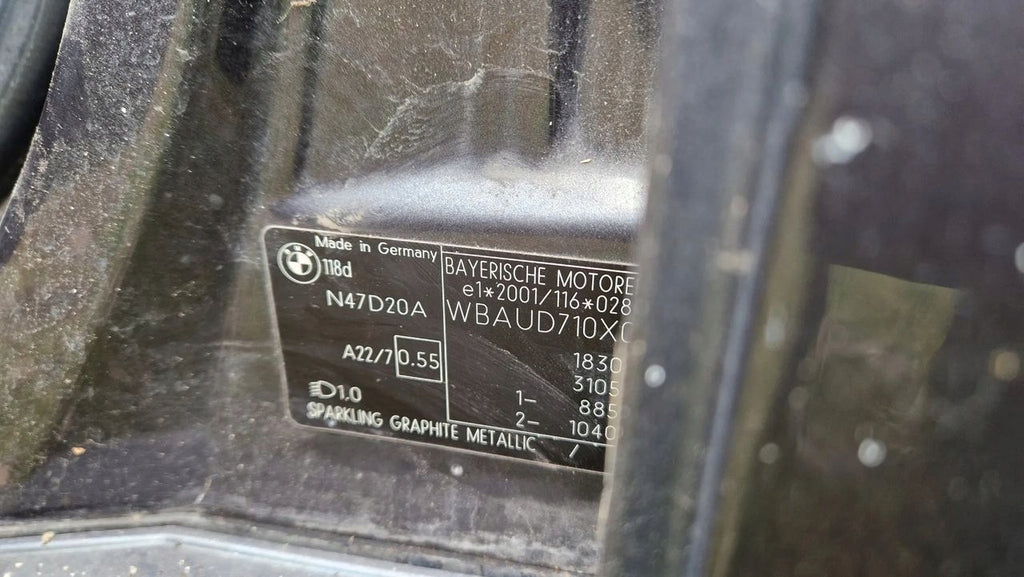 Made in Germany
118d
N47D20A
A22/7 0.55
1.0
SPARKLING GRAPHITE METALLIC
BAYERISCHE MOTORE
e1*2001/116*028
WBAUD710X
1830
3105
1- 885
2- 1040
/